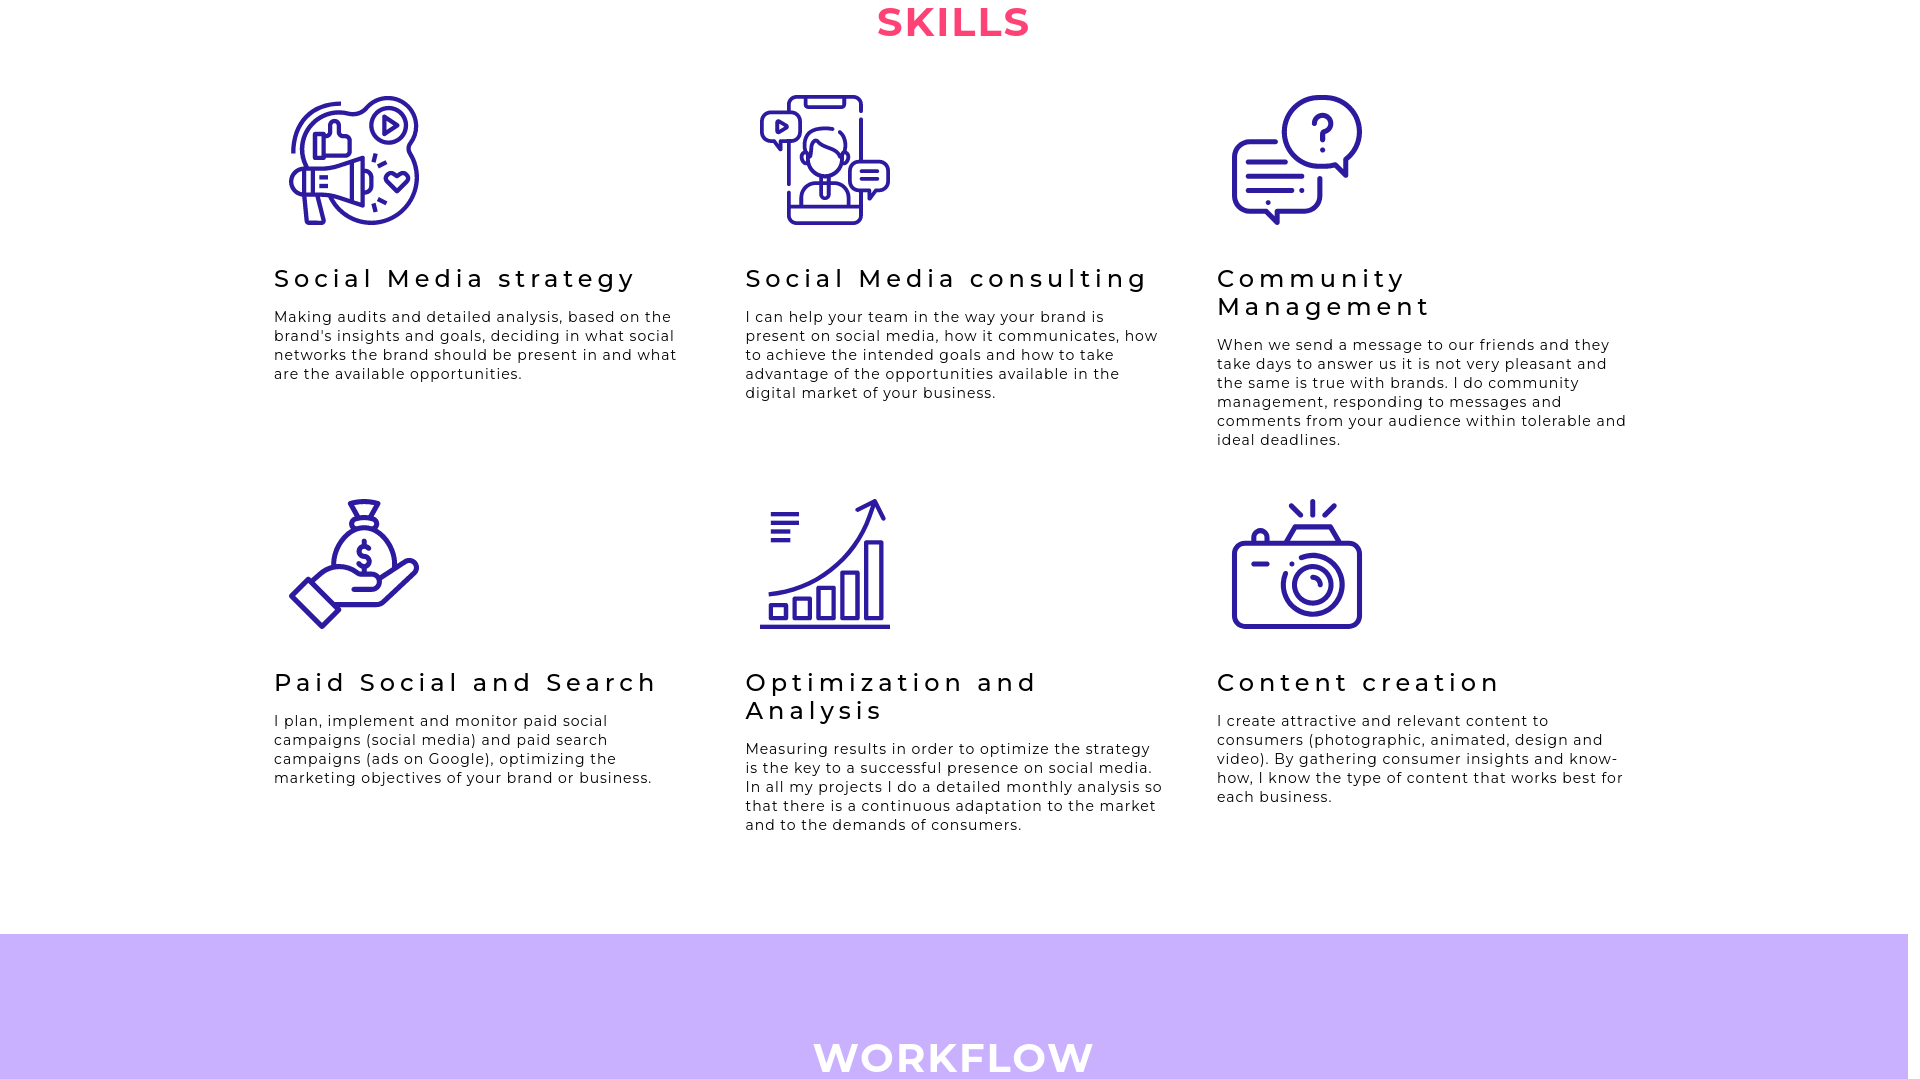 SKILLS
Social Media strategy
Making audits and detailed analysis, based on the
brand's insights and goals, deciding in what social
networks the brand should be present in and what
are the available opportunities.
Social Media consulting
I can help your team in the way your brand is
present on social media, how it communicates, how
to achieve the intended goals and how to take
advantage of the opportunities available in the
digital market of your business.
Community
Management
When we send a message to our friends and they
take days to answer us it is not very pleasant and
the same is true with brands. I do community
management, responding to messages and
comments from your audience within tolerable and
ideal deadlines.
Paid Social and Search
I plan, implement and monitor paid social
campaigns (social media) and paid search
campaigns (ads on Google), optimizing the
marketing objectives of your brand or business.
Optimization and
Analysis
Measuring results in order to optimize the strategy
is the key to a successful presence on social media.
In all my projects I do a detailed monthly analysis so
that there is a continuous adaptation to the market
and to the demands of consumers.
Content creation
I create attractive and relevant content to
consumers (photographic, animated, design and
video). By gathering consumer insights and know-
how, I know the type of content that works best for
each business.
WORKFLOW